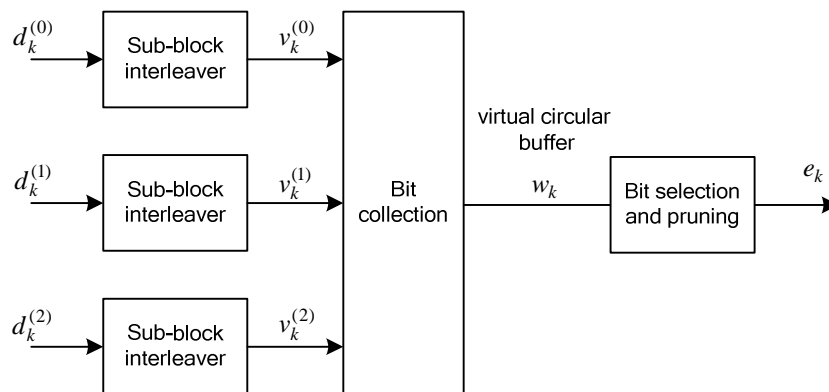 d_k^{(0)}
Sub-block
interleaver
v_k^{(0)}
d_k^{(1)}
Sub-block
interleaver
v_k^{(1)}
d_k^{(2)}
Sub-block
interleaver
v_k^{(2)}
Bit
collection
virtual circular
buffer
w_k
Bit selection
and pruning
e_k